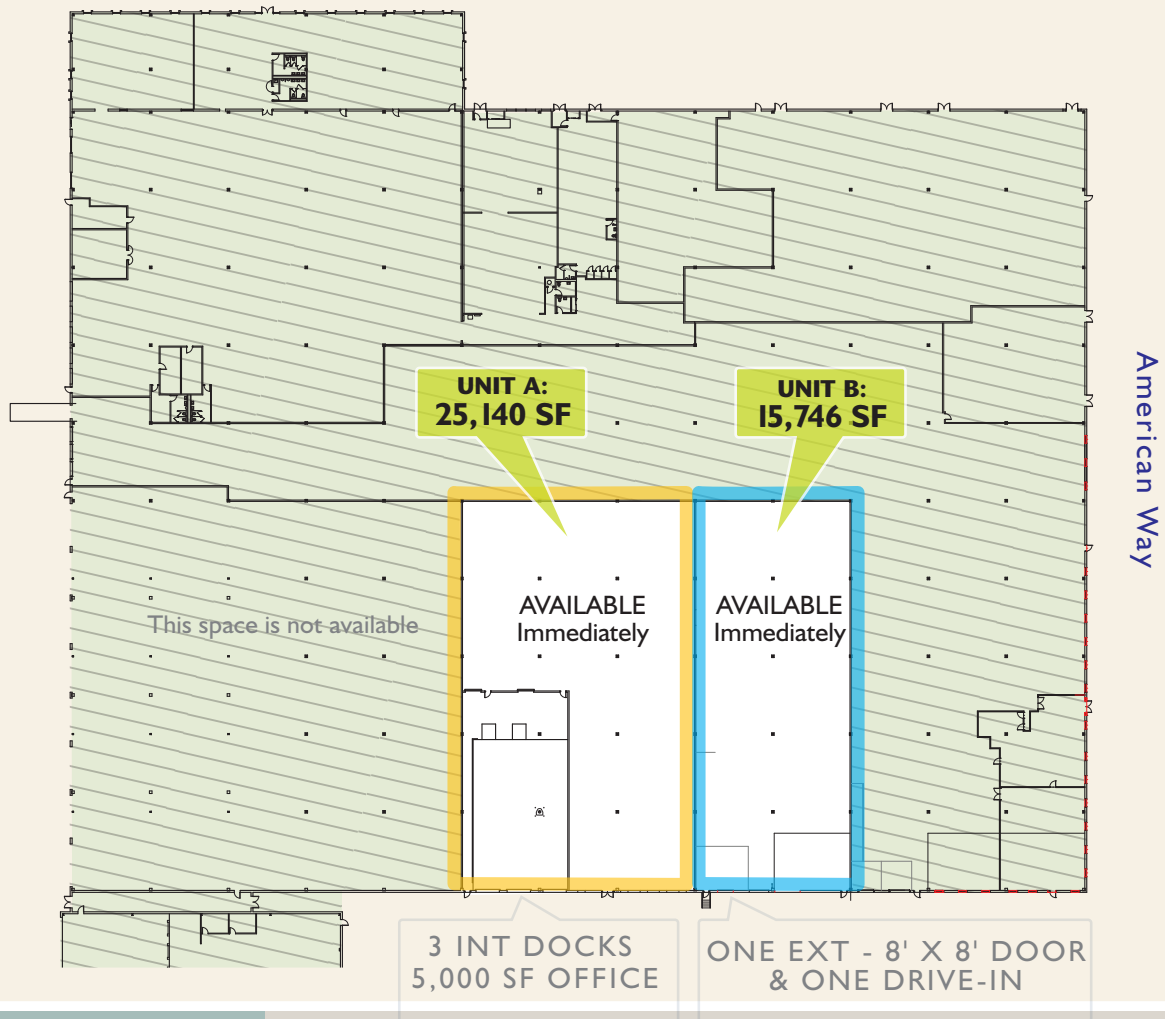 UNIT A:
25,140 SF
UNIT B:
15,746 SF
American Way
This space is not available
AVAILABLE
Immediately
AVAILABLE
Immediately
3 INT DOCKS
5,000 SF OFFICE
ONE EXT - 8' X 8' DOOR
& ONE DRIVE-IN